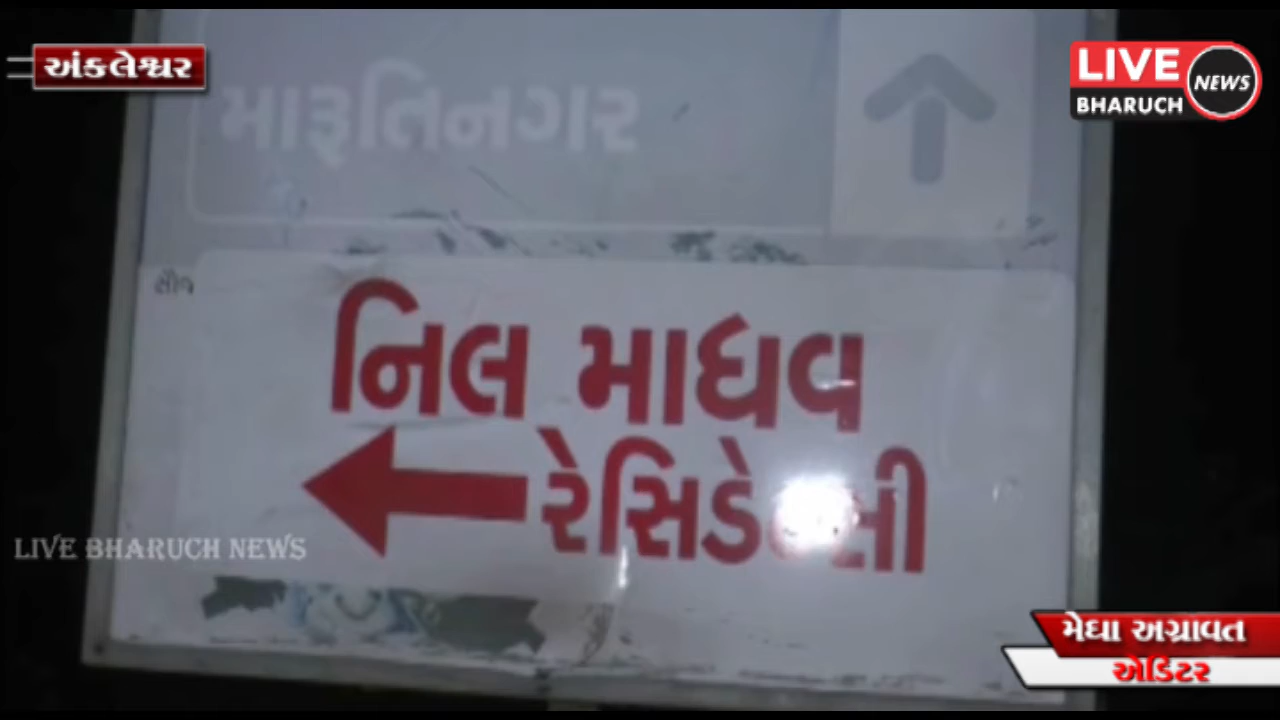 અંકલેશ્વર
LIVE
NEWS
BHARUCH
મારૂતિનગર
નિલ માધવ
રેસિડેન્સી
LIVE BHARUCH NEWS
મેઘા અગ્રાવત
એડિટર